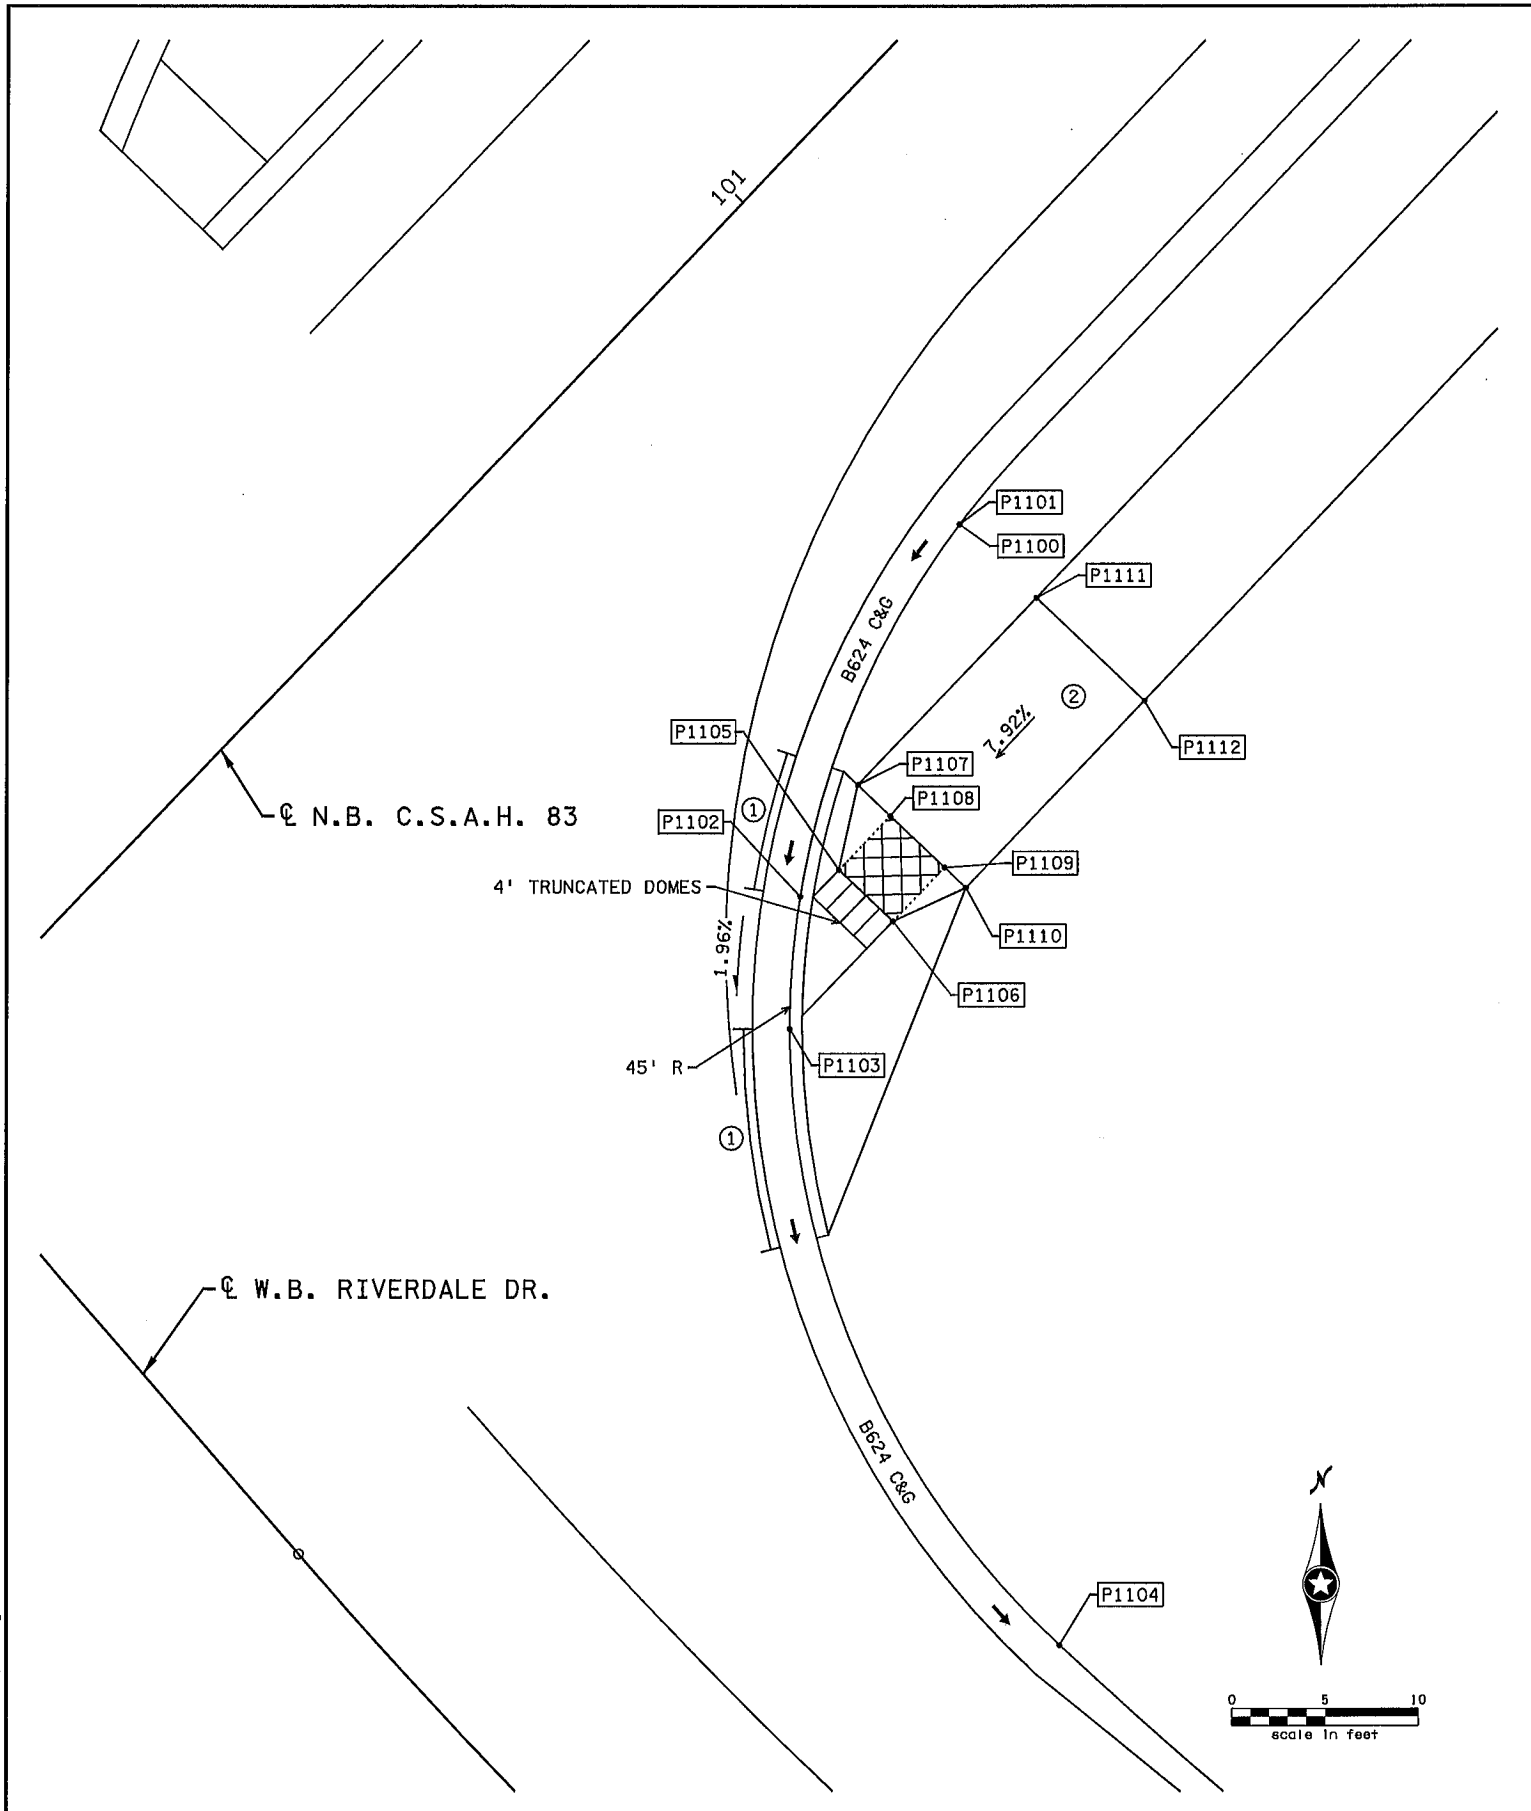 101
P1101
P1100
P1111
B624 C&G
②
7.92%
P1105
P1112
P1107
P1108
①
℄ N.B. C.S.A.H. 83
P1102
P1109
4' TRUNCATED DOMES
P1110
1.96%
P1106
45' R
P1103
①
℄ W.B. RIVERDALE DR.
B624 C&G
N
P1104
0 5 10
scale in feet